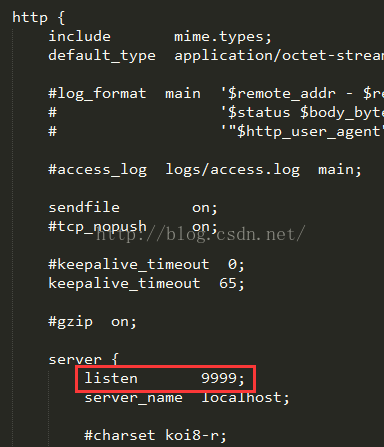 http {
include mime.types;
default_type application/octet-strea
#log_format main '$remote_addr - $re
# '$status $body_byte
# '"$http_user_agent"
#access_log logs/access.log main;
sendfile on;
#tcp_nopush on;
http://blog.csdn.net/
#keepalive_timeout 0;
keepalive_timeout 65;
#gzip on;
server {
listen 9999;
server_name localhost;
#charset koi8-r;